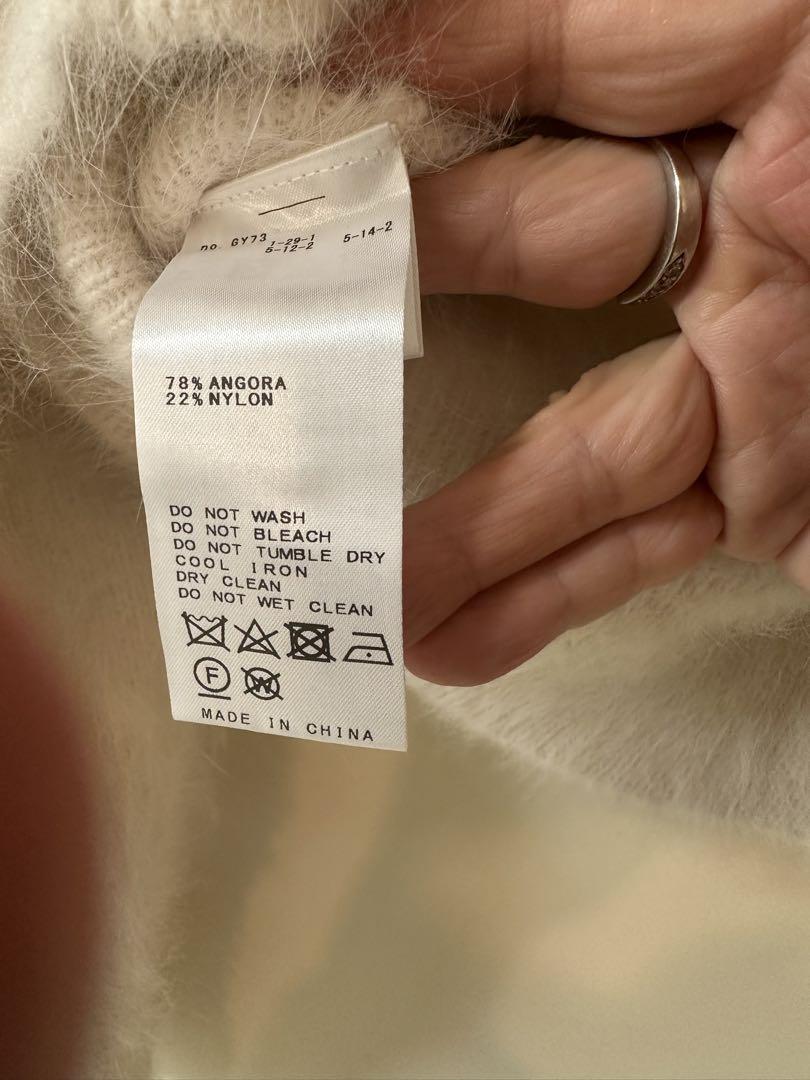 no. GY73 1-29-1 5-14-2
5-12-2
78% ANGORA
22% NYLON
DO NOT WASH
DO NOT BLEACH
DO NOT TUMBLE DRY
COOL IRON
DRY CLEAN
DO NOT WET CLEAN
F W
MADE IN CHINA